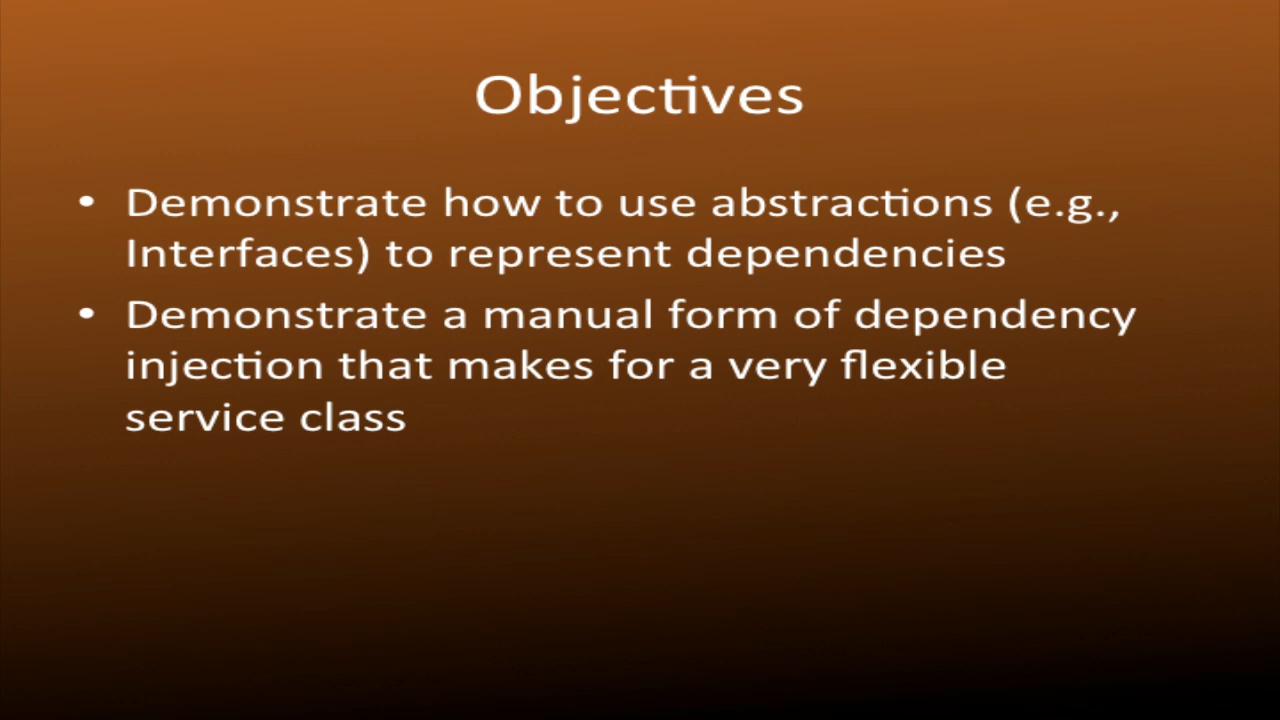 Objectives
• Demonstrate how to use abstractions (e.g.,
Interfaces) to represent dependencies
• Demonstrate a manual form of dependency
injection that makes for a very flexible
service class